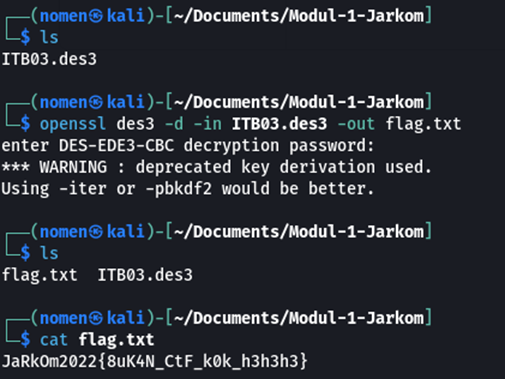 ┌──(nomen㉿kali)-[~/Documents/Modul-1-Jarkom]
└─$ ls
ITB03.des3
┌──(nomen㉿kali)-[~/Documents/Modul-1-Jarkom]
└─$ openssl des3 -d -in ITB03.des3 -out flag.txt
enter DES-EDE3-CBC decryption password:
*** WARNING : deprecated key derivation used.
Using -iter or -pbkdf2 would be better.
┌──(nomen㉿kali)-[~/Documents/Modul-1-Jarkom]
└─$ ls
flag.txt  ITB03.des3
┌──(nomen㉿kali)-[~/Documents/Modul-1-Jarkom]
└─$ cat flag.txt
JaRkOm2022{8uK4N_CtF_k0k_h3h3h3}